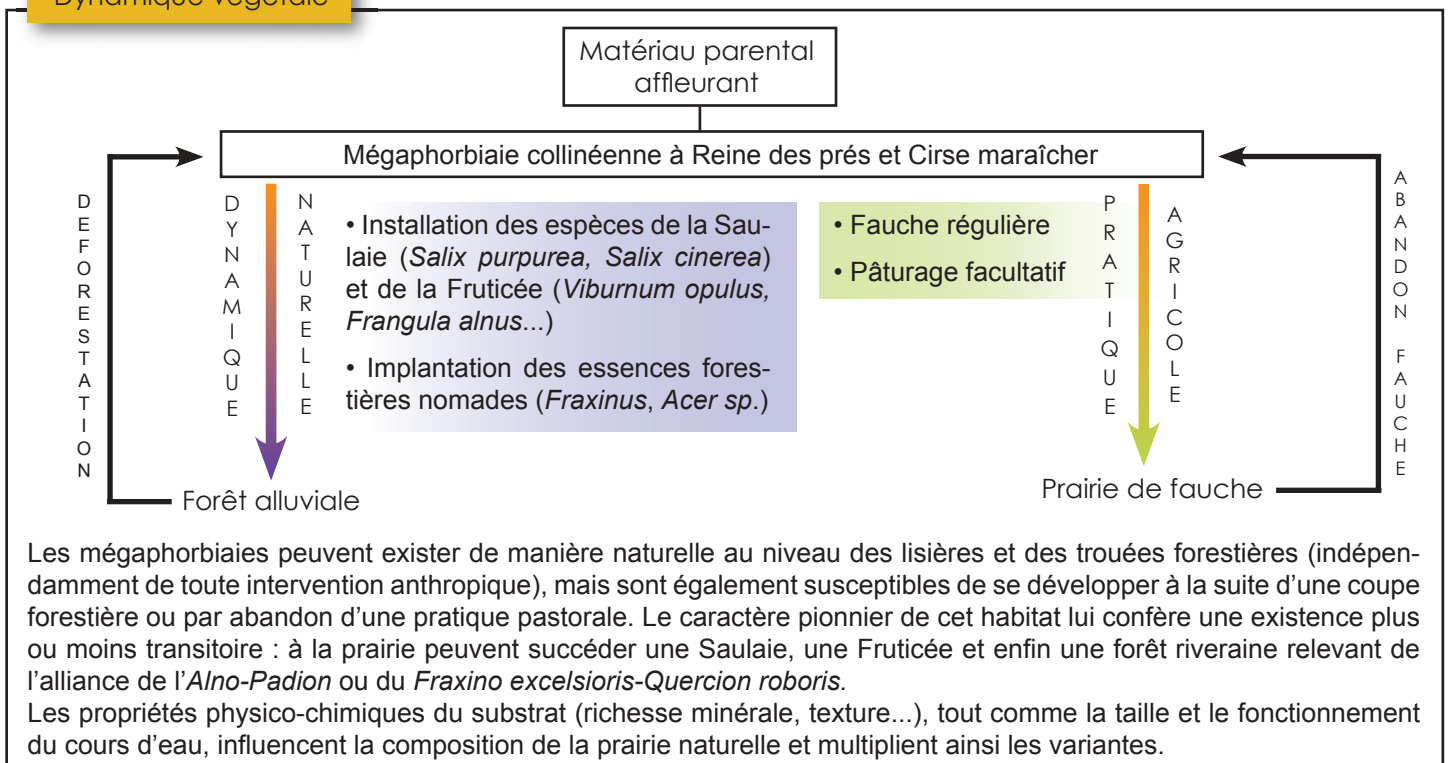 Dynamique végétale
Matériau parental
affleurant
Mégaphorbiaie collinéenne à Reine des prés et Cirse maraîcher
DEFORESTATION
DYNAMIQUE
NATURELLE
• Installation des espèces de la Sau-
laie (Salix purpurea, Salix cinerea)
et de la Fruticée (Viburnum opulus,
Frangula alnus...)
• Implantation des essences fores-
tières nomades (Fraxinus, Acer sp.)
• Fauche régulière
• Pâturage facultatif
PRATIQUE
AGRICOLE
ABANDON FAUCHE
Forêt alluviale
Prairie de fauche
Les mégaphorbiaies peuvent exister de manière naturelle au niveau des lisières et des trouées forestières (indépen-
damment de toute intervention anthropique), mais sont également susceptibles de se développer à la suite d'une coupe
forestière ou par abandon d'une pratique pastorale. Le caractère pionnier de cet habitat lui confère une existence plus
ou moins transitoire : à la prairie peuvent succéder une Saulaie, une Fruticée et enfin une forêt riveraine relevant de
l'alliance de l'Alno-Padion ou du Fraxino excelsioris-Quercion roboris.
Les propriétés physico-chimiques du substrat (richesse minérale, texture...), tout comme la taille et le fonctionnement
du cours d'eau, influencent la composition de la prairie naturelle et multiplient ainsi les variantes.